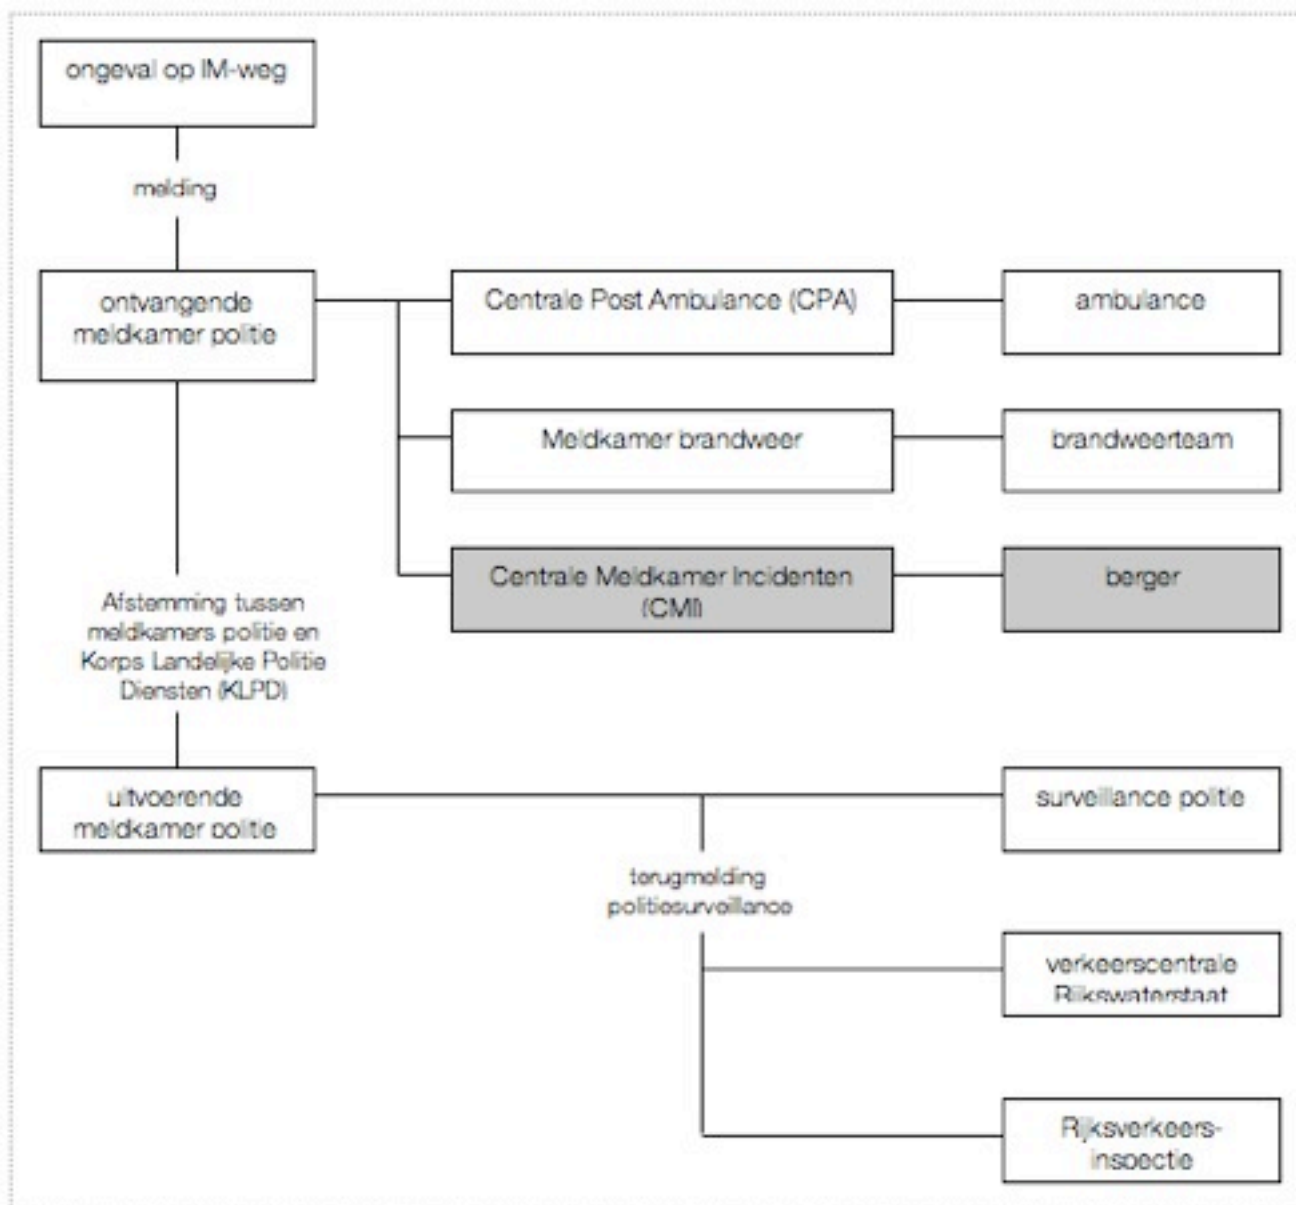 ongeval op IM-weg
melding
ontvangende
meldkamer politie
Centrale Post Ambulance (CPA)
ambulance
Meldkamer brandweer
brandweerteam
Centrale Meldkamer Incidenten
(CMI)
berger
Afstemming tussen
meldkamers politie en
Korps Landelijke Politie
Diensten (KLPD)
uitvoerende
meldkamer politie
surveillance politie
terugmelding
politiesurveillance
verkeerscentrale
Rijkswaterstaat
Rijksverkeers-
inspectie